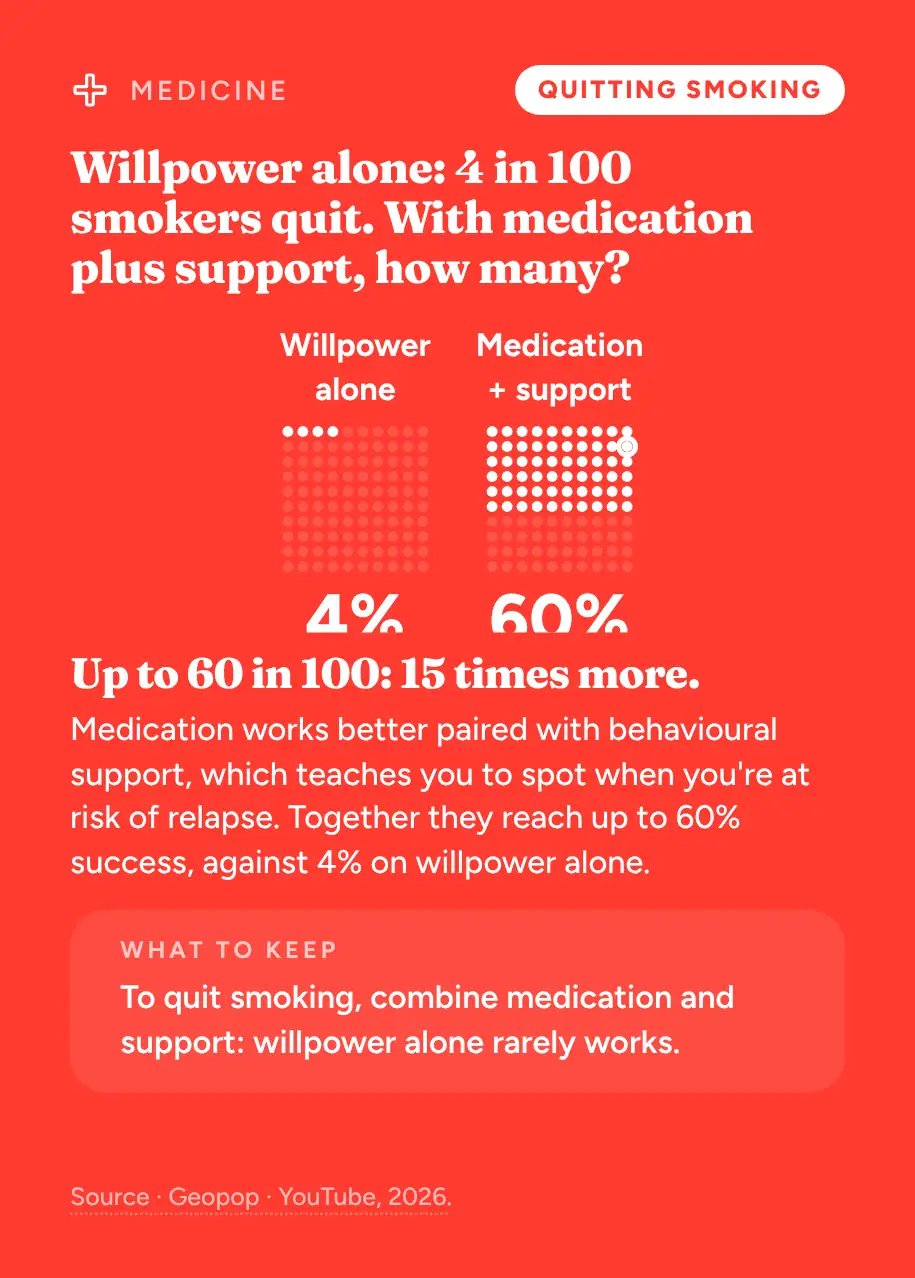 MEDICINE
QUITTING SMOKING
Willpower alone: 4 in 100
smokers quit. With medication
plus support, how many?
Willpower
alone
Medication
+ support
4%
60%
Up to 60 in 100: 15 times more.
Medication works better paired with behavioural
support, which teaches you to spot when you're at
risk of relapse. Together they reach up to 60%
success, against 4% on willpower alone.
WHAT TO KEEP
To quit smoking, combine medication and
support: willpower alone rarely works.
Source · Geopop · YouTube, 2026.